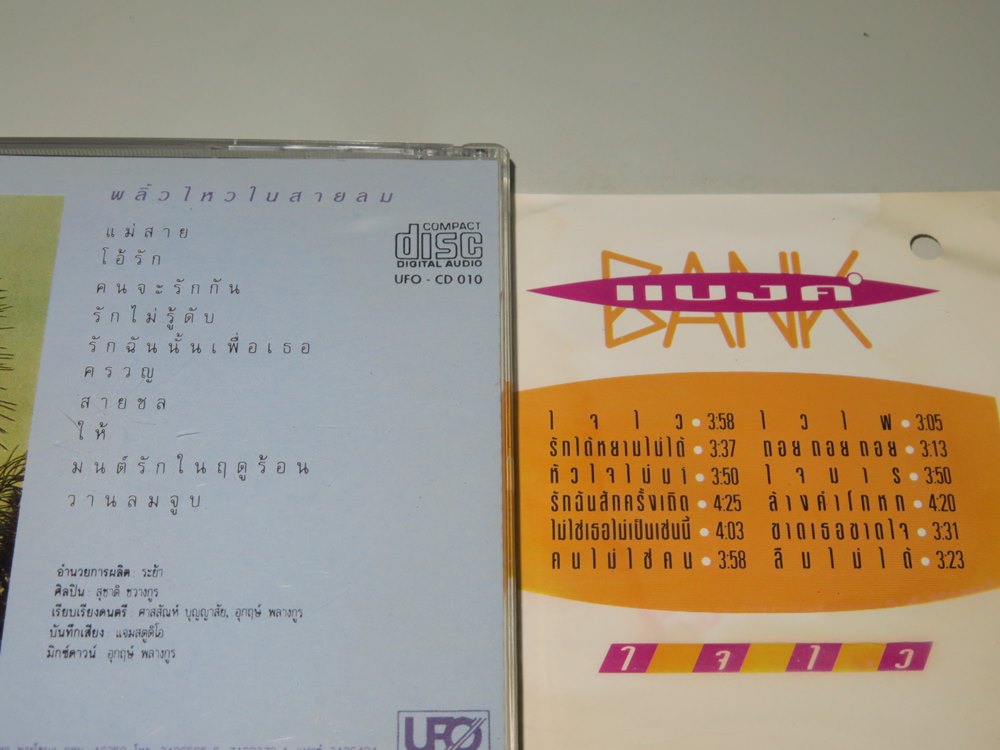 พลิ้วไหวในสายลม
แม่สาย
โอ้รัก
คนจะรักกัน
รักไม่รู้ดับ
รักฉันนั้นเพื่อเธอ
ครวญ
สายชล
ให้
มนต์รักในฤดูร้อน
วานลมจูบ
COMPACT
disc
DIGITAL AUDIO
UFO - CD 010
อำนวยการผลิต : ระย้า
ศิลปิน : สุชาติ ชวางกูร
เรียบเรียงดนตรี : ศาสสัณห์ บุญญาสัย, อุกฤษ์ พลางกูร
บันทึกเสียง : แจมสตูดิโอ
มิกซ์ดาวน์ อุกฤษ์ พลางกูร
UFO
BANK
แบงค์
ใจไว • 3:58
รักได้หยามไม่ได้ • 3:37
หัวใจไม่บ้า • 3:50
รักฉันสักครั้งเถิด • 4:25
ไม่ใช่เธอไม่เป็นเช่นนี้ • 4:03
คนไม่ใช่คน • 3:58
ไวไฟ • 3:05
ถอย ถอย ถอย • 3:13
ใจมาร • 3:50
ล้างคำโกหก • 4:20
ขาดเธอขาดใจ • 3:31
ลืมไม่ได้ • 3:23
ใจไว